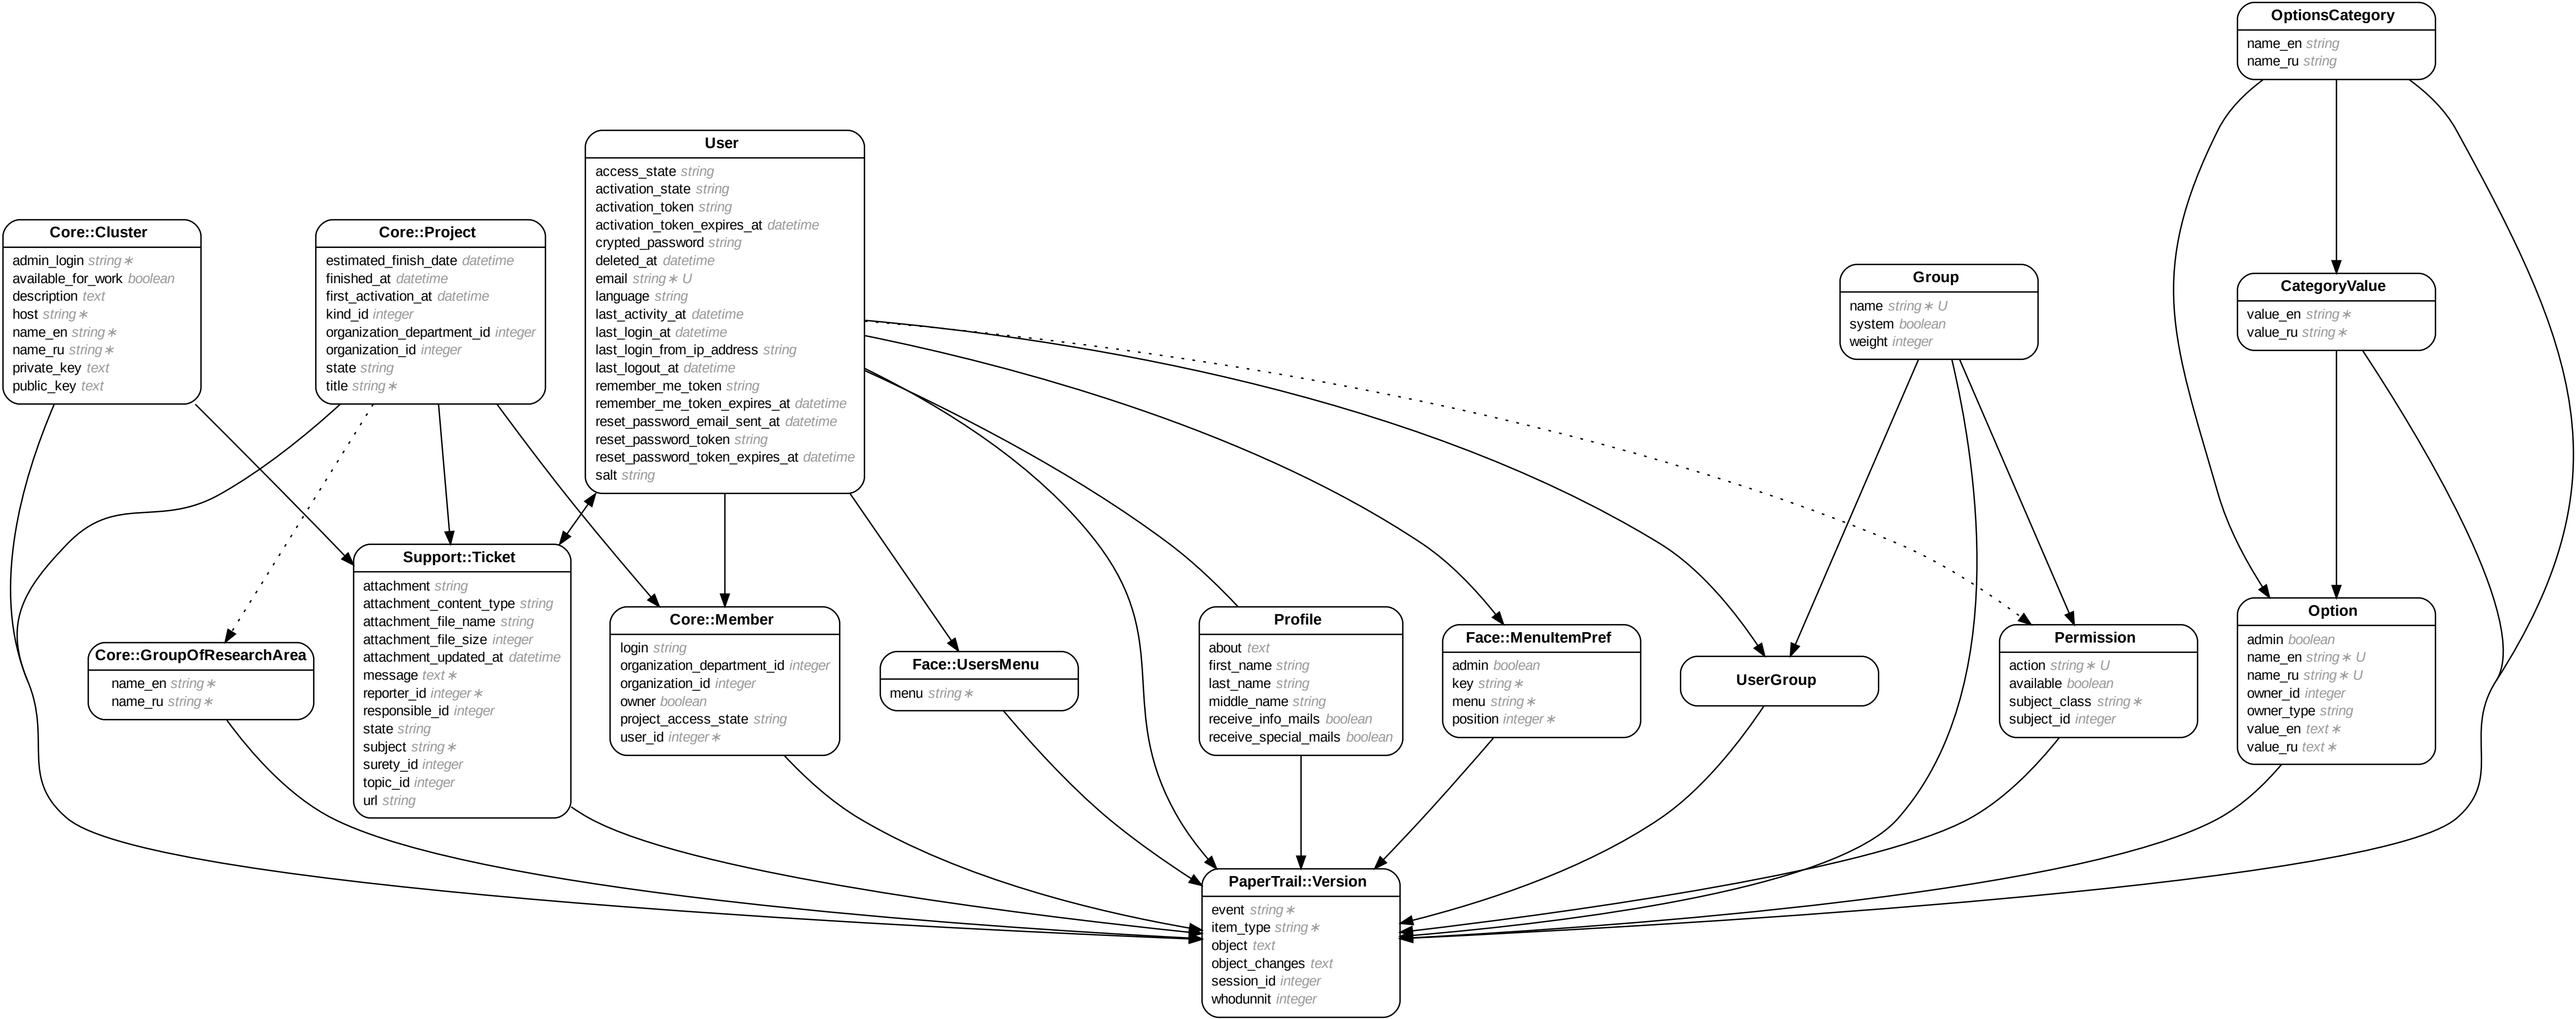 OptionsCategory
name_en string
name_ru string
User
access_state string
activation_state string
activation_token string
activation_token_expires_at datetime
crypted_password string
deleted_at datetime
email string∗ U
language string
last_activity_at datetime
last_login_at datetime
last_login_from_ip_address string
last_logout_at datetime
remember_me_token string
remember_me_token_expires_at datetime
reset_password_email_sent_at datetime
reset_password_token string
reset_password_token_expires_at datetime
salt string
Core::Cluster
admin_login string∗
available_for_work boolean
description text
host string∗
name_en string∗
name_ru string∗
private_key text
public_key text
Core::Project
estimated_finish_date datetime
finished_at datetime
first_activation_at datetime
kind_id integer
organization_department_id integer
organization_id integer
state string
title string∗
Group
name string∗ U
system boolean
weight integer
CategoryValue
value_en string∗
value_ru string∗
Support::Ticket
attachment string
attachment_content_type string
attachment_file_name string
attachment_file_size integer
attachment_updated_at datetime
message text∗
reporter_id integer∗
responsible_id integer
state string
subject string∗
surety_id integer
topic_id integer
url string
Core::GroupOfResearchArea
name_en string∗
name_ru string∗
Core::Member
login string
organization_department_id integer
organization_id integer
owner boolean
project_access_state string
user_id integer∗
Face::UsersMenu
menu string∗
Profile
about text
first_name string
last_name string
middle_name string
receive_info_mails boolean
receive_special_mails boolean
Face::MenuItemPref
admin boolean
key string∗
menu string∗
position integer∗
UserGroup
Permission
action string∗ U
available boolean
subject_class string∗
subject_id integer
Option
admin boolean
name_en string∗ U
name_ru string∗ U
owner_id integer
owner_type string
value_en text∗
value_ru text∗
PaperTrail::Version
event string∗
item_type string∗
object text
object_changes text
session_id integer
whodunnit integer